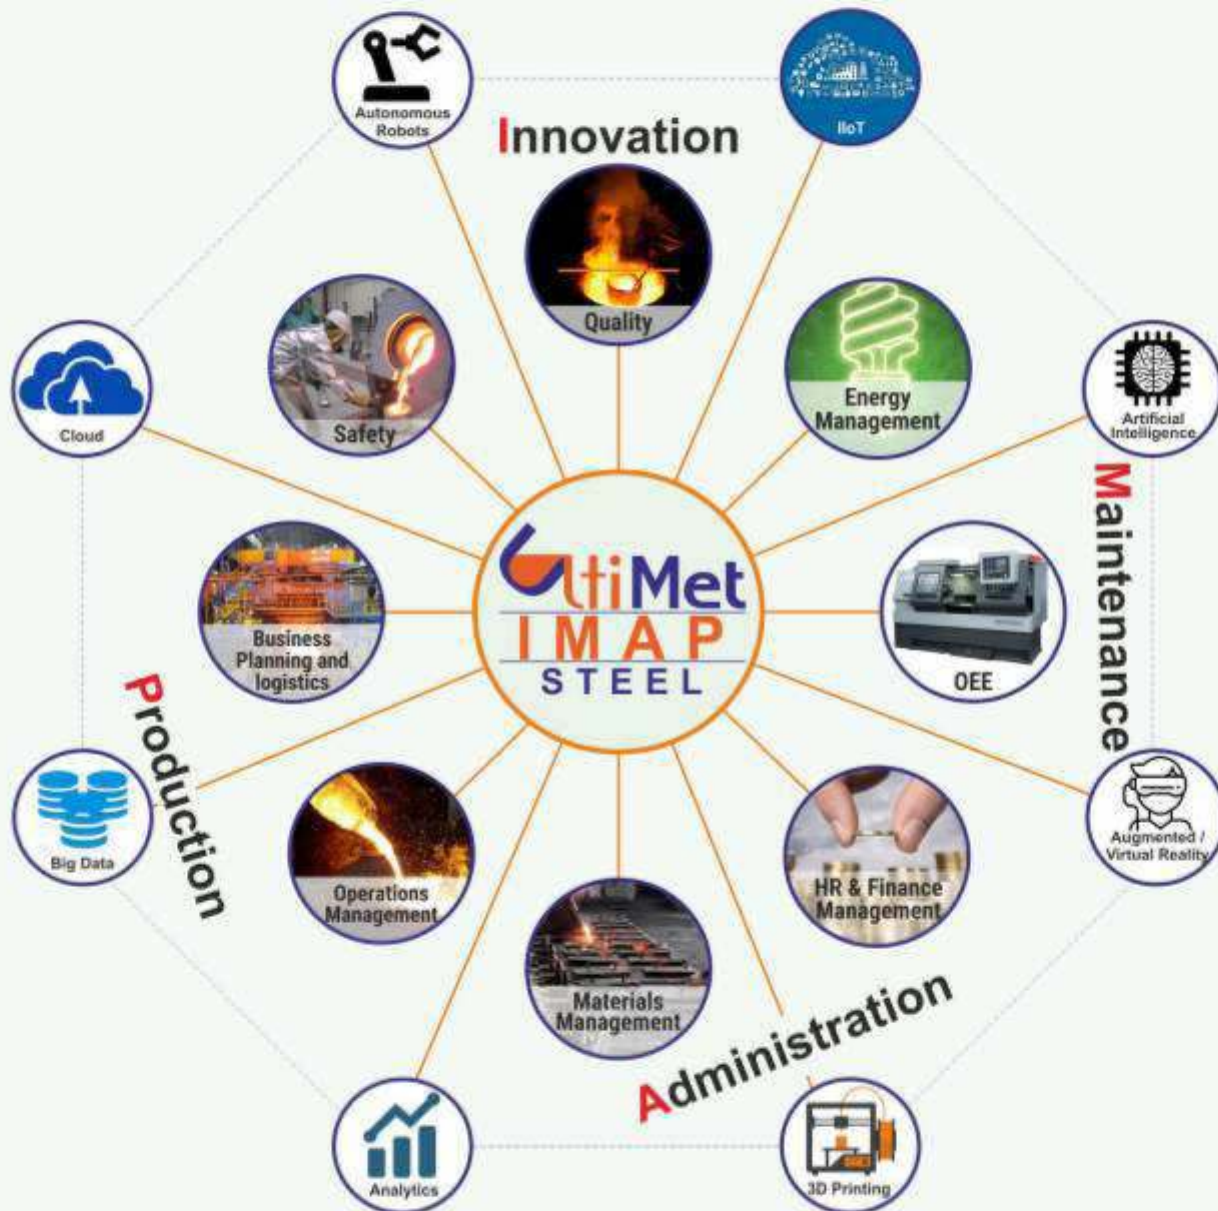 Autonomous
Robots
IIoT
Innovation
Quality
Safety
Energy
Management
Cloud
Artificial
Intelligence
Maintenance
UltiMet
IMAP
STEEL
Business
Planning and
logistics
OEE
Production
Big Data
Operations
Management
Materials
Management
HR & Finance
Management
Augmented /
Virtual Reality
Administration
Analytics
3D Printing